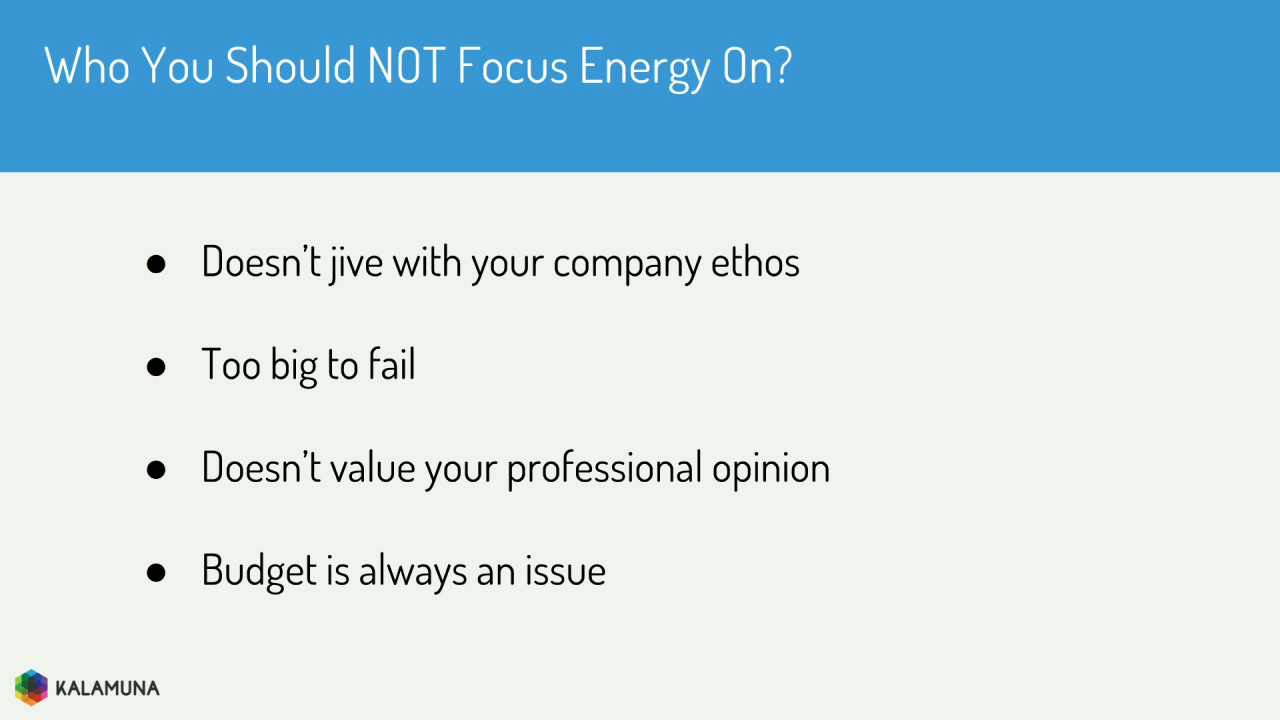 Who You Should NOT Focus Energy On?
● Doesn’t jive with your company ethos
● Too big to fail
● Doesn’t value your professional opinion
● Budget is always an issue
KALAMUNA